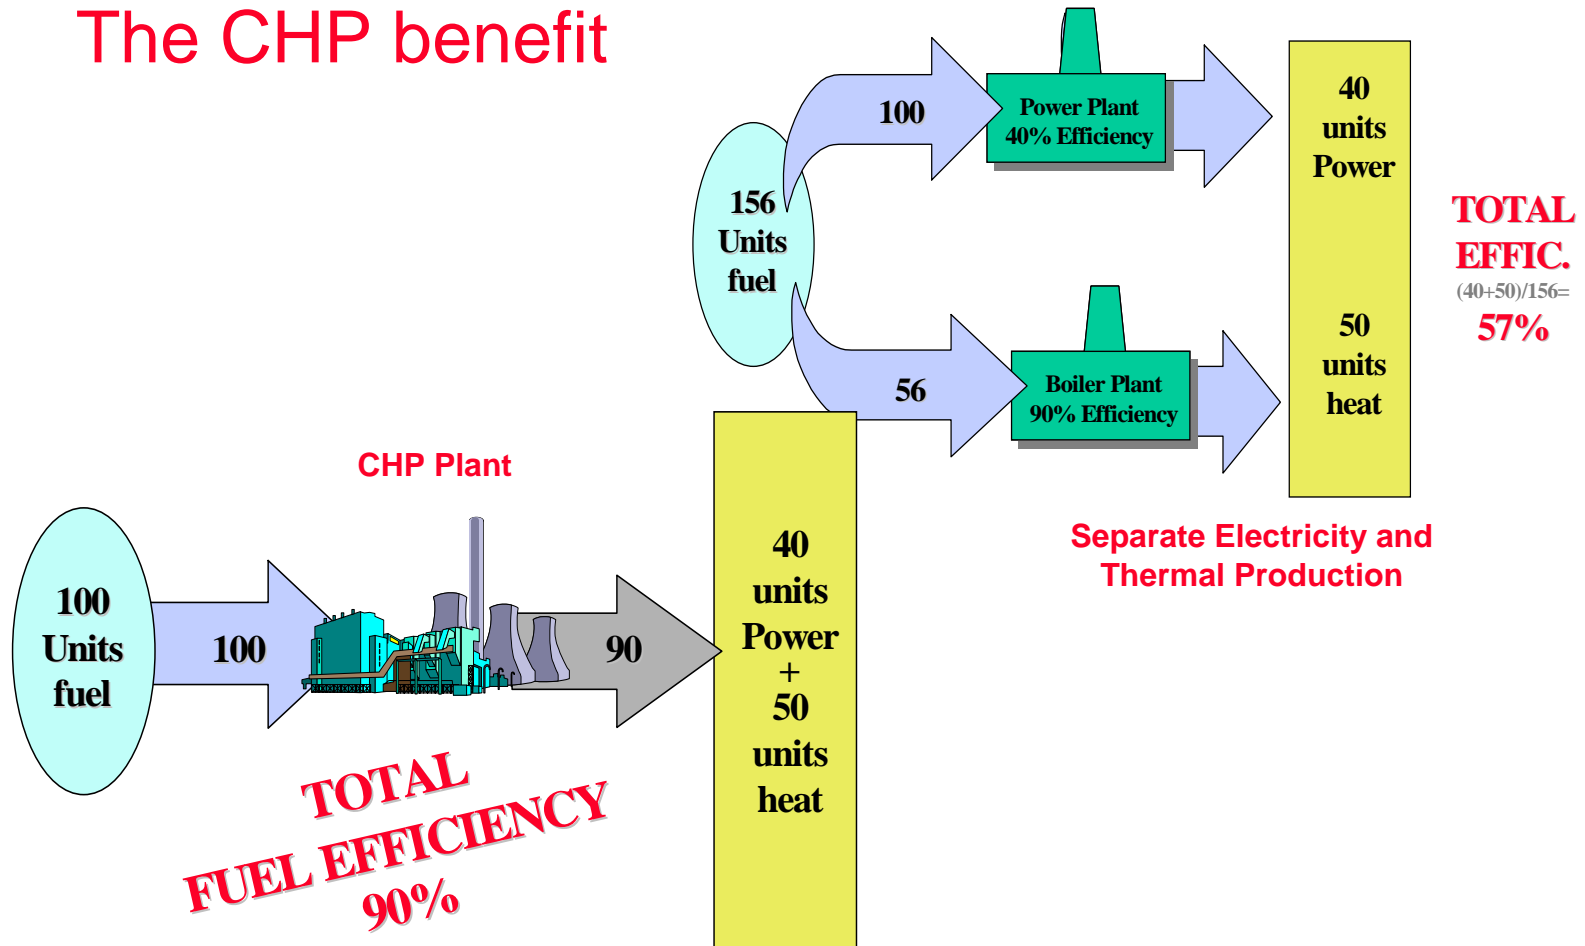 The CHP benefit
100
Power Plant
40% Efficiency
40
units
Power
156
Units
fuel
TOTAL
EFFIC.
(40+50)/156=
57%
56
Boiler Plant
90% Efficiency
50
units
heat
Separate Electricity and
Thermal Production
CHP Plant
100
Units
fuel
100
90
40
units
Power
+
50
units
heat
TOTAL
FUEL EFFICIENCY
90%